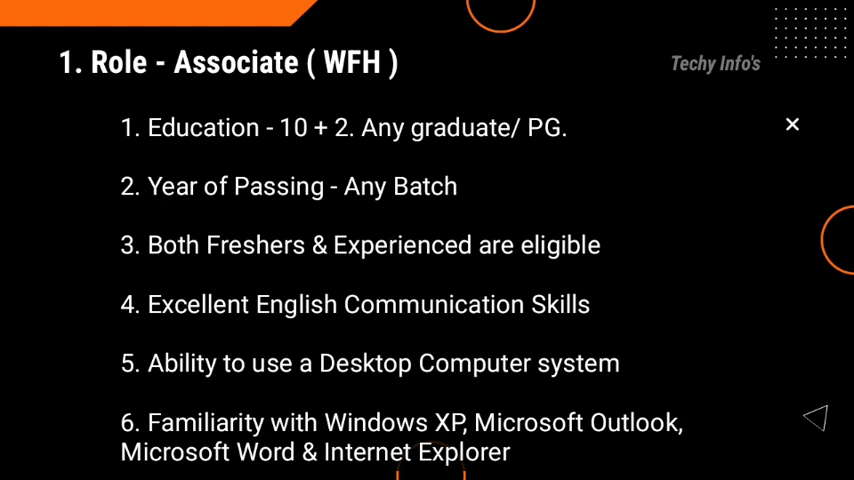 1. Role - Associate ( WFH )
Techy Info's
1. Education - 10 + 2. Any graduate/ PG.
2. Year of Passing - Any Batch
3. Both Freshers & Experienced are eligible
4. Excellent English Communication Skills
5. Ability to use a Desktop Computer system
6. Familiarity with Windows XP, Microsoft Outlook,
Microsoft Word & Internet Explorer